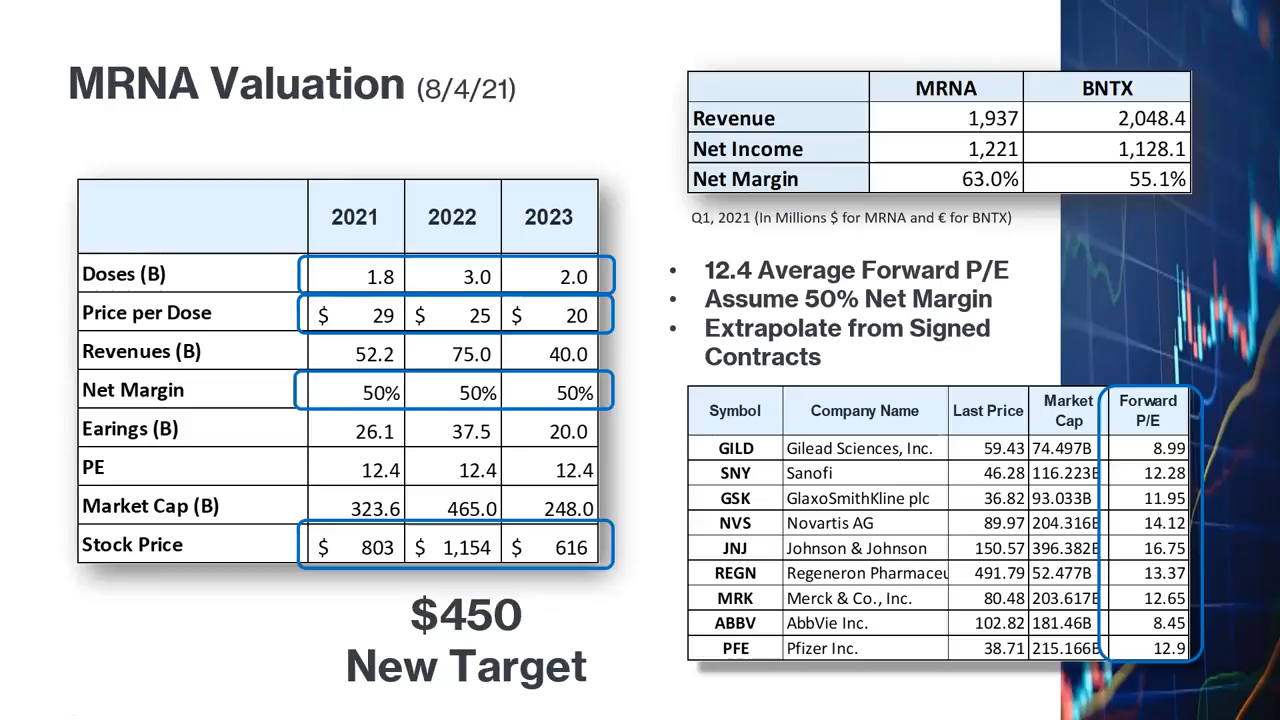 MRNA Valuation (8/4/21)
2021 2022 2023
Doses (B) 1.8 3.0 2.0
Price per Dose $ 29 $ 25 $ 20
Revenues (B) 52.2 75.0 40.0
Net Margin 50% 50% 50%
Earings (B) 26.1 37.5 20.0
PE 12.4 12.4 12.4
Market Cap (B) 323.6 465.0 248.0
Stock Price $ 803 $ 1,154 $ 616
$450
New Target
MRNA BNTX
Revenue 1,937 2,048.4
Net Income 1,221 1,128.1
Net Margin 63.0% 55.1%
Q1, 2021 (In Millions $ for MRNA and € for BNTX)
• 12.4 Average Forward P/E
• Assume 50% Net Margin
• Extrapolate from Signed
Contracts
Symbol Company Name Last Price Market Cap Forward P/E
GILD Gilead Sciences, Inc. 59.43 74.497B 8.99
SNY Sanofi 46.28 116.223B 12.28
GSK GlaxoSmithKline plc 36.82 93.033B 11.95
NVS Novartis AG 89.97 204.316B 14.12
JNJ Johnson & Johnson 150.57 396.382B 16.75
REGN Regeneron Pharmaceu 491.79 52.477B 13.37
MRK Merck & Co., Inc. 80.48 203.617B 12.65
ABBV AbbVie Inc. 102.82 181.46B 8.45
PFE Pfizer Inc. 38.71 215.166B 12.9